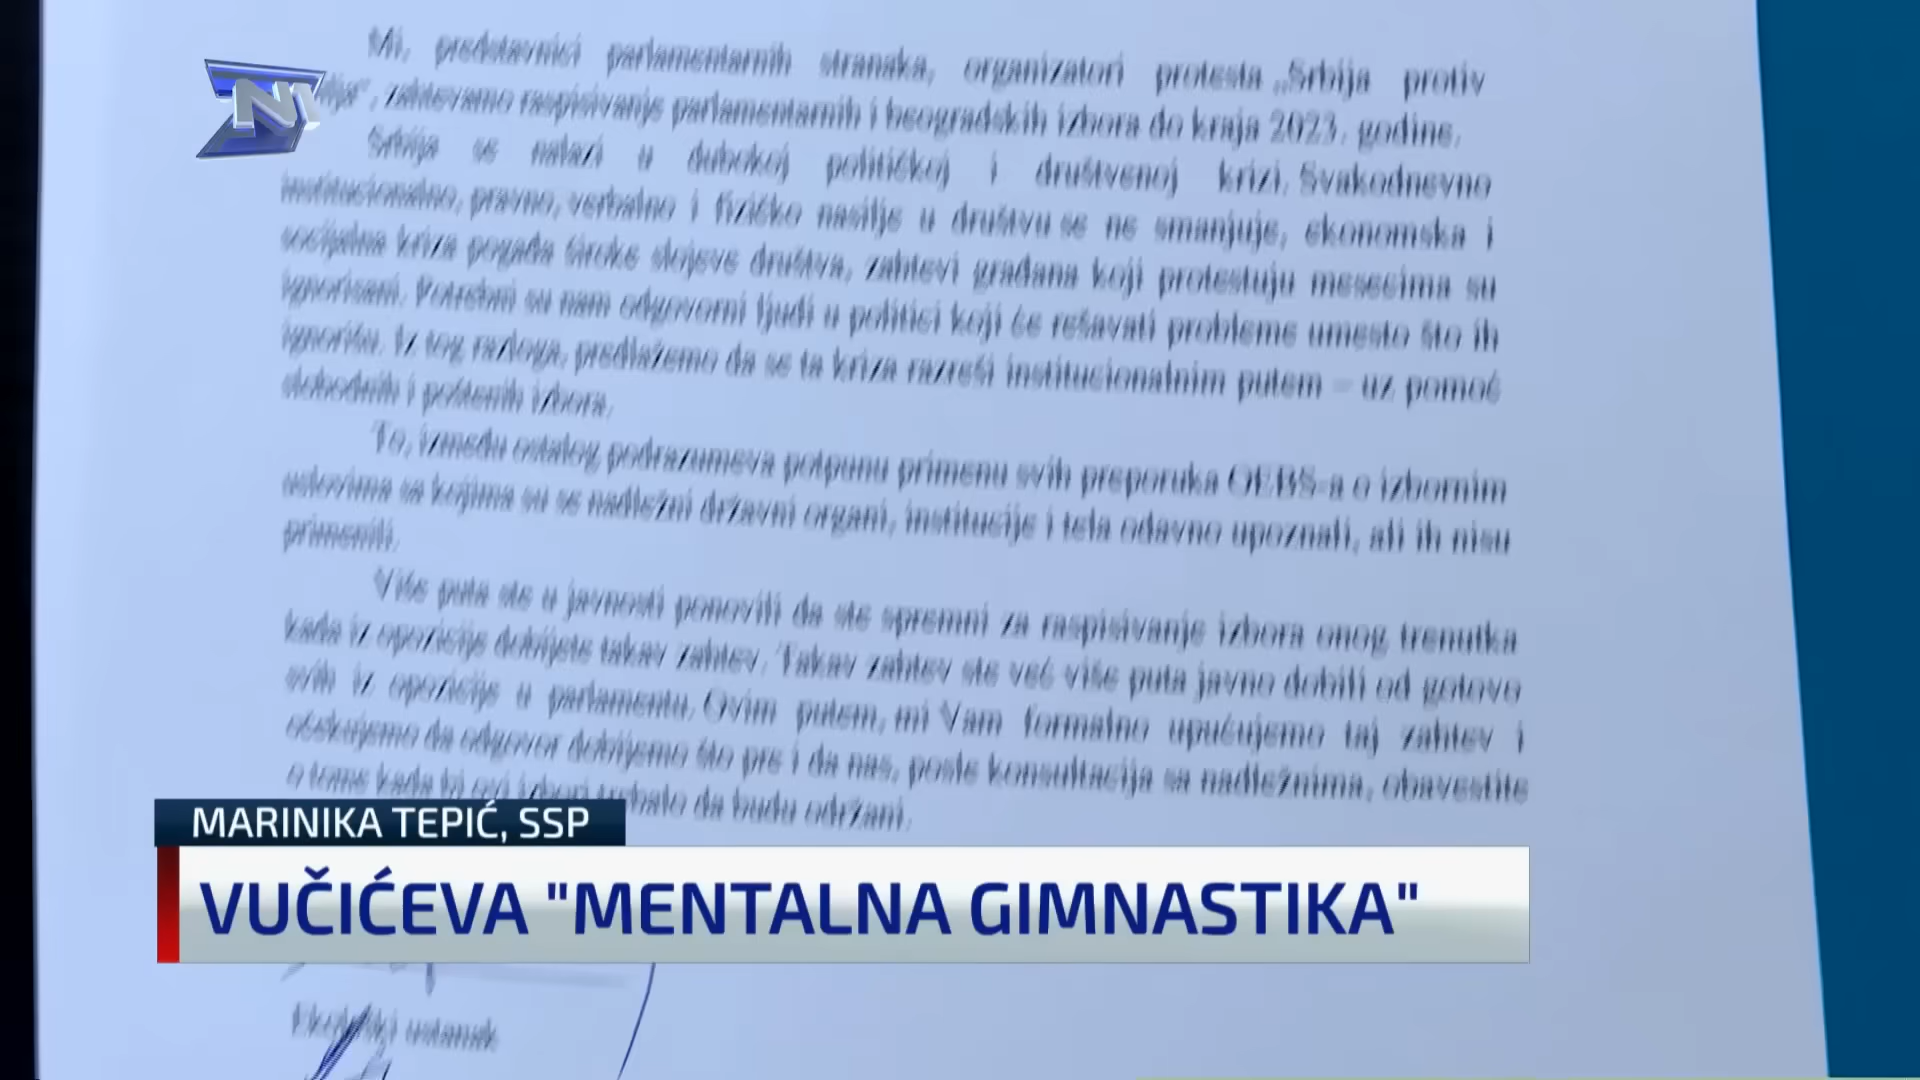 Mi, predstavnici parlamentarnih stranaka, organizatori protesta „Srbija protiv
N1
", zahtevamo raspisivanje parlamentarnih i beogradskih izbora do kraja 2023. godine.
Srbija se nalazi u dubokoj političkoj i društvenoj krizi. Svakodnevno
institucionalno, pravno, verbalno i fizičko nasilje u društvu se ne smanjuje, ekonomska i
socijalna kriza pogađa široke slojeve društva, zahtevi građana koji protestuju mesecima su
ignorisani. Potrebni su nam odgovorni ljudi u politici koji će rešavati probleme umesto što ih
ignorišu. Iz tog razloga, predlažemo da se ta kriza razreši institucionalnim putem – uz pomoć
slobodnih i poštenih izbora.
To, između ostalog podrazumeva potpunu primenu svih preporuka OEBS-a o izbornim
uslovima sa kojima su se nadležni državni organi, institucije i tela odavno upoznali, ali ih nisu
primenili.
Više puta ste u javnosti ponovili da ste spremni za raspisivanje izbora onog trenutka
kada iz opozicije dobijete takav zahtev. Takav zahtev ste već više puta javno dobili od gotovo
svih iz opozicije u parlamentu. Ovim putem, mi Vam formalno upućujemo taj zahtev i
očekujemo da odgovor dobijemo što pre i da nas, posle konsultacija sa nadležnima, obavestite
o tome kada bi ovi izbori trebalo da budu održani.
MARINIKA TEPIĆ, SSP
VUČIĆEVA "MENTALNA GIMNASTIKA"
Ekološki ustanak